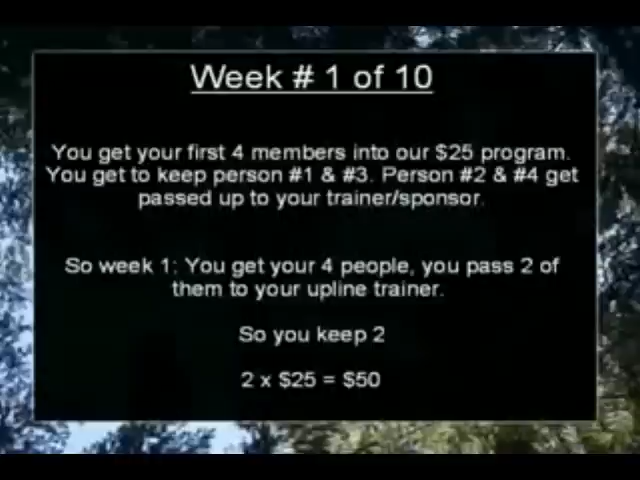 Week # 1 of 10
You get your first 4 members into our $25 program.
You get to keep person #1 & #3. Person #2 & #4 get
passed up to your trainer/sponsor.
So week 1: You get your 4 people, you pass 2 of
them to your upline trainer.
So you keep 2
2 x $25 = $50